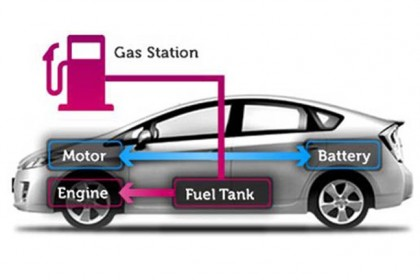 Gas Station
Motor
Battery
Engine
Fuel Tank